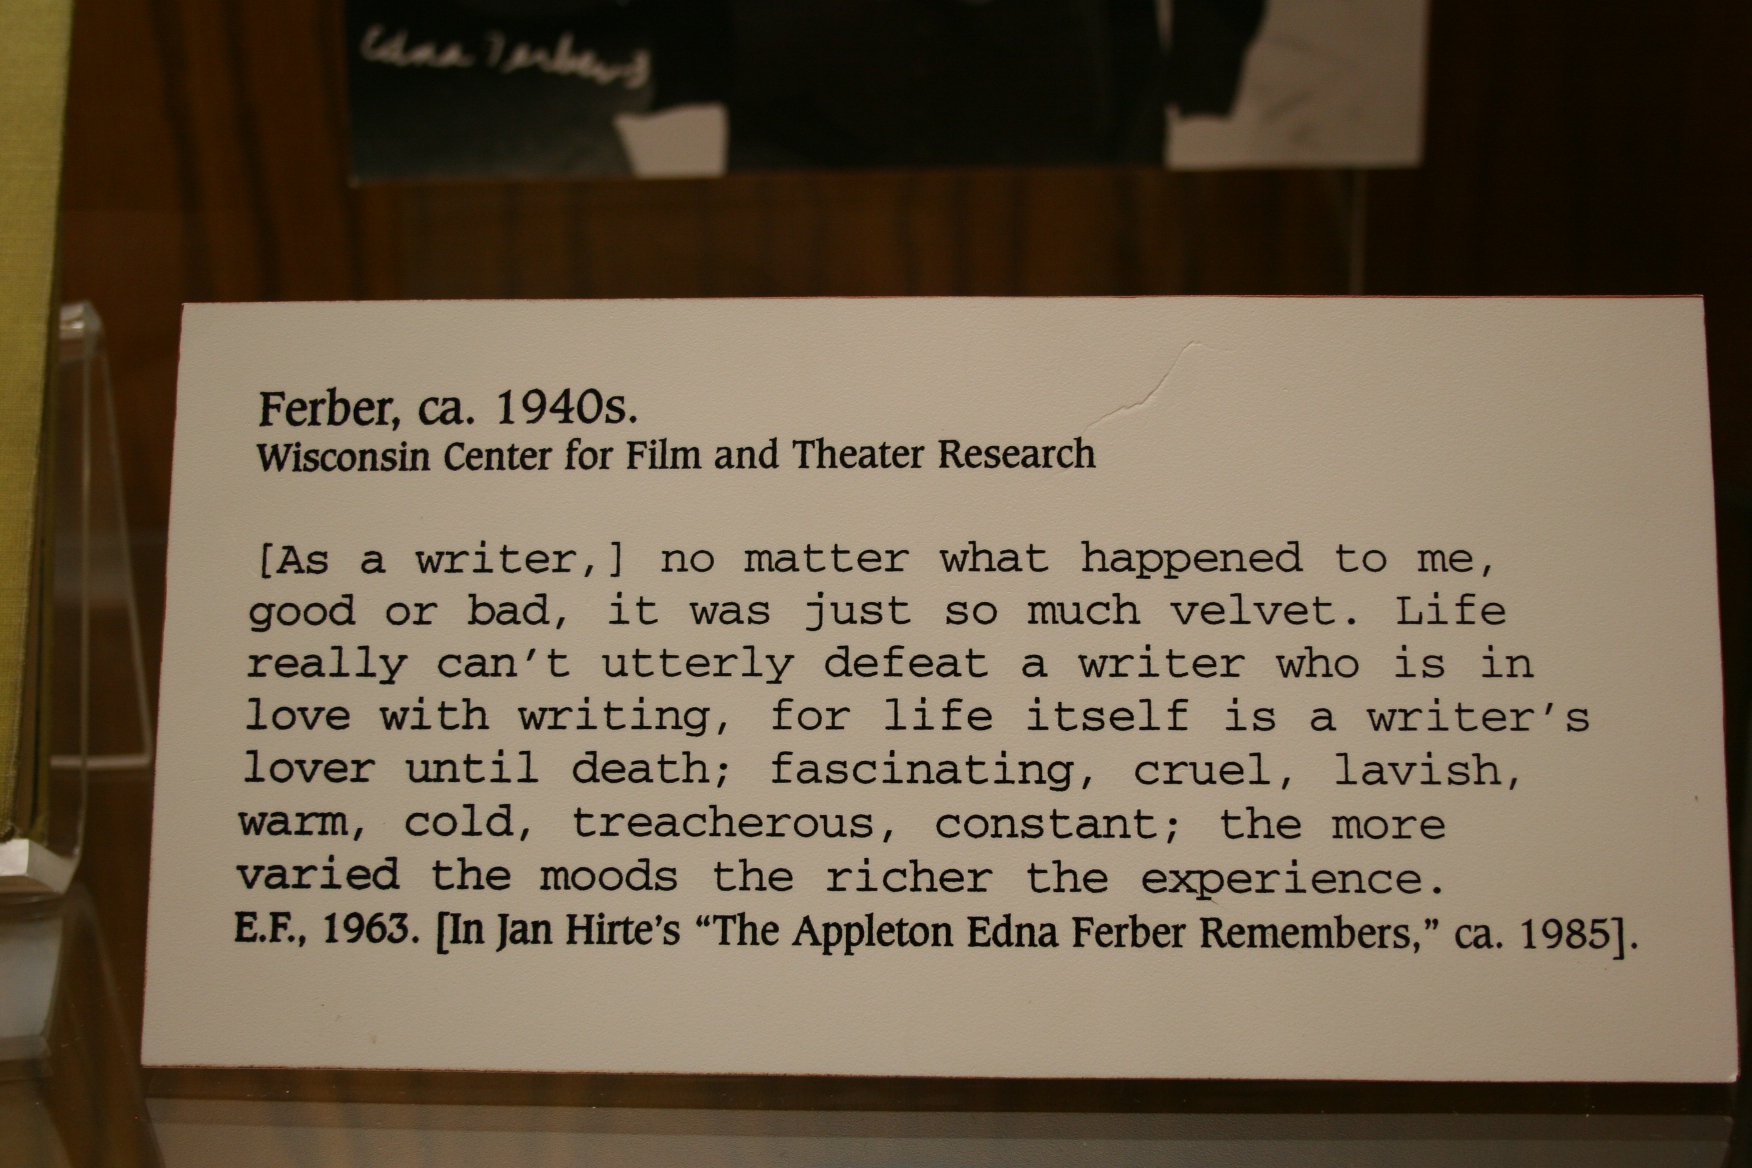 Edna Ferber
Ferber, ca. 1940s.
Wisconsin Center for Film and Theater Research
[As a writer,] no matter what happened to me,
good or bad, it was just so much velvet. Life
really can’t utterly defeat a writer who is in
love with writing, for life itself is a writer’s
lover until death; fascinating, cruel, lavish,
warm, cold, treacherous, constant; the more
varied the moods the richer the experience.
E.F., 1963. [In Jan Hirte’s “The Appleton Edna Ferber Remembers,” ca. 1985].